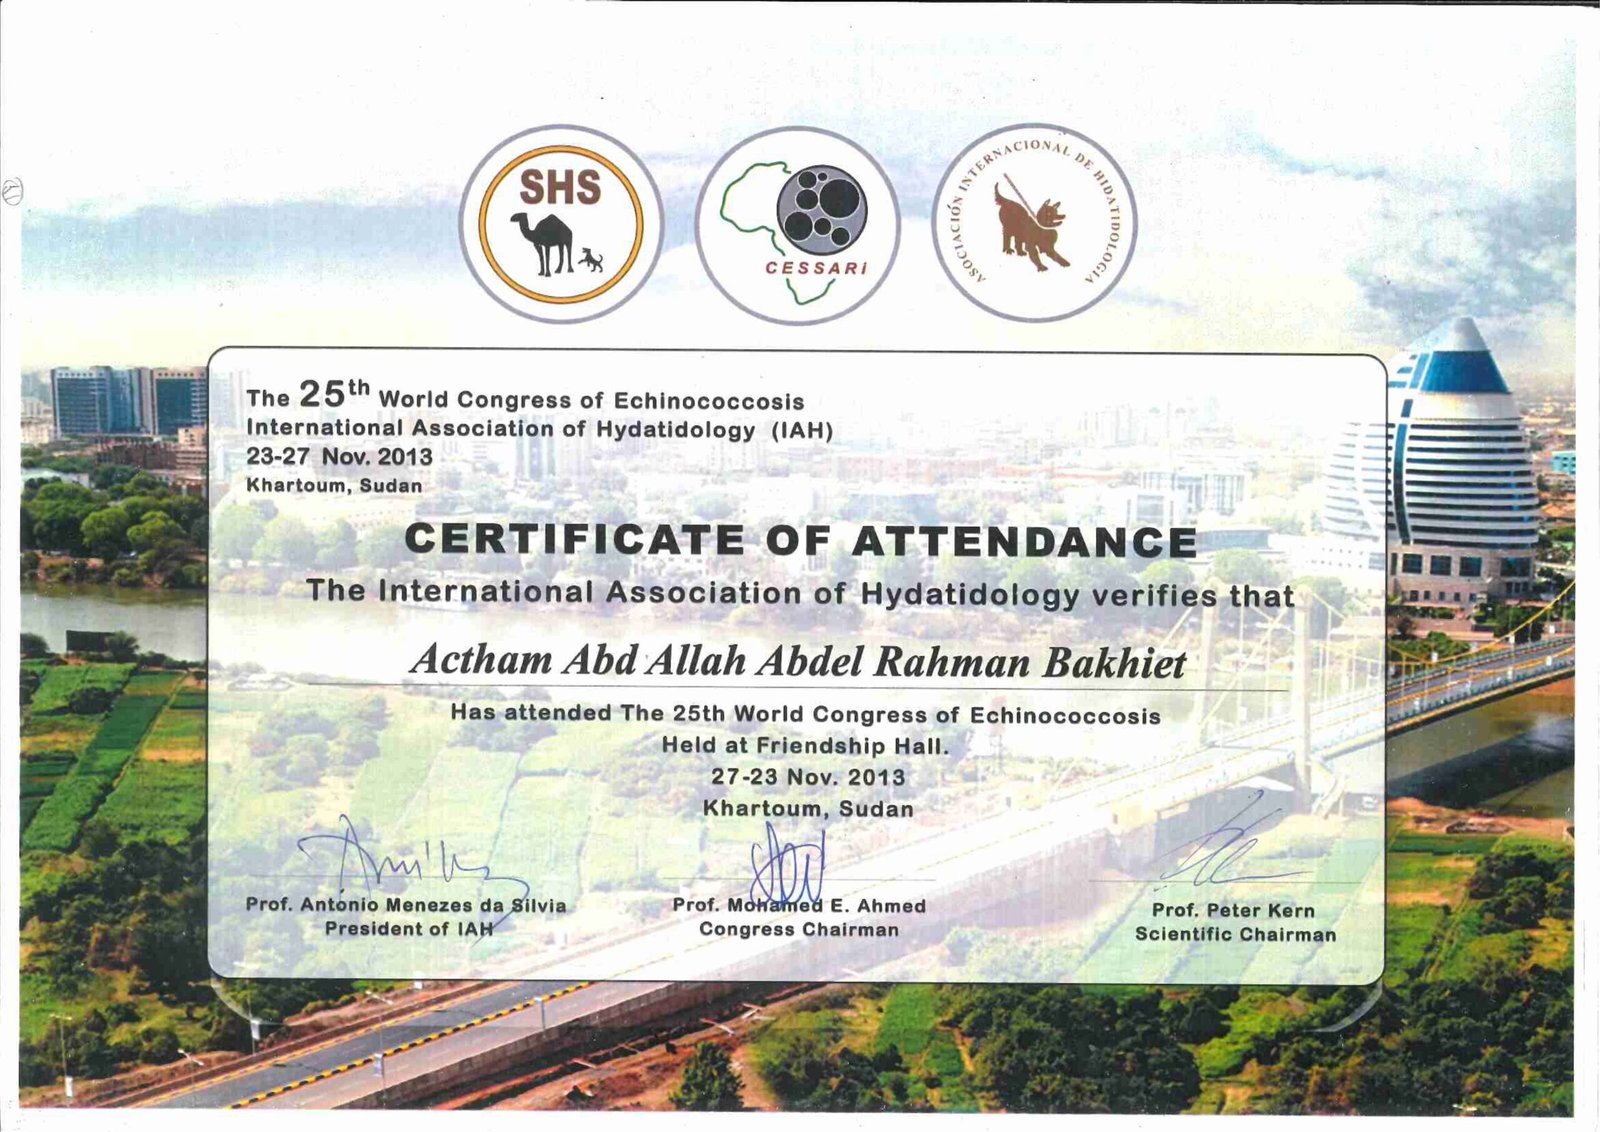 SHS
CESSARi
ASOCIACIÓN INTERNACIONAL DE HIDATIDOLOGIA
The 25th World Congress of Echinococcosis
International Association of Hydatidology (IAH)
23-27 Nov. 2013
Khartoum, Sudan
CERTIFICATE OF ATTENDANCE
The International Association of Hydatidology verifies that
Actham Abd Allah Abdel Rahman Bakhiet
Has attended The 25th World Congress of Echinococcosis
Held at Friendship Hall.
27-23 Nov. 2013
Khartoum, Sudan
Prof. António Menezes da Silvia
President of IAH
Prof. Mohamed E. Ahmed
Congress Chairman
Prof. Peter Kern
Scientific Chairman